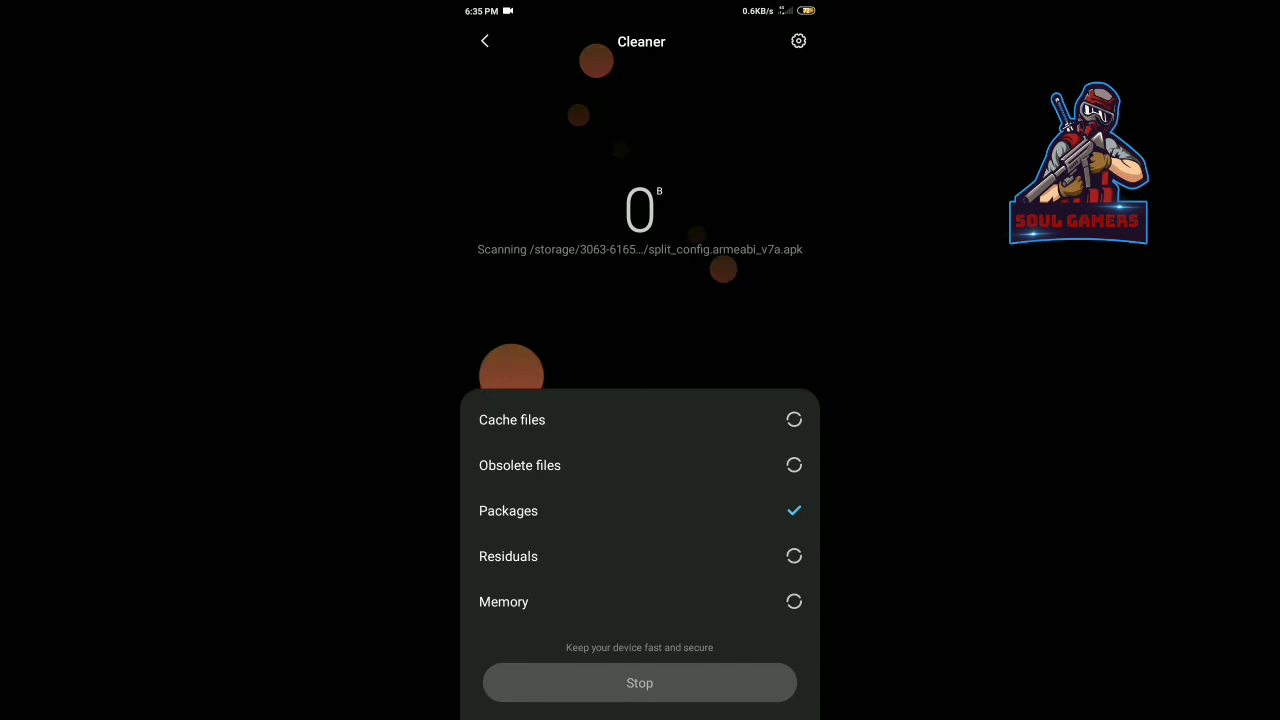 6:35 PM
0.6KB/s
72
Cleaner
0 B
Scanning /storage/3063-6165.../split_config.armeabi_v7a.apk
SOUL GAMERS
Cache files
Obsolete files
Packages
Residuals
Memory
Keep your device fast and secure
Stop